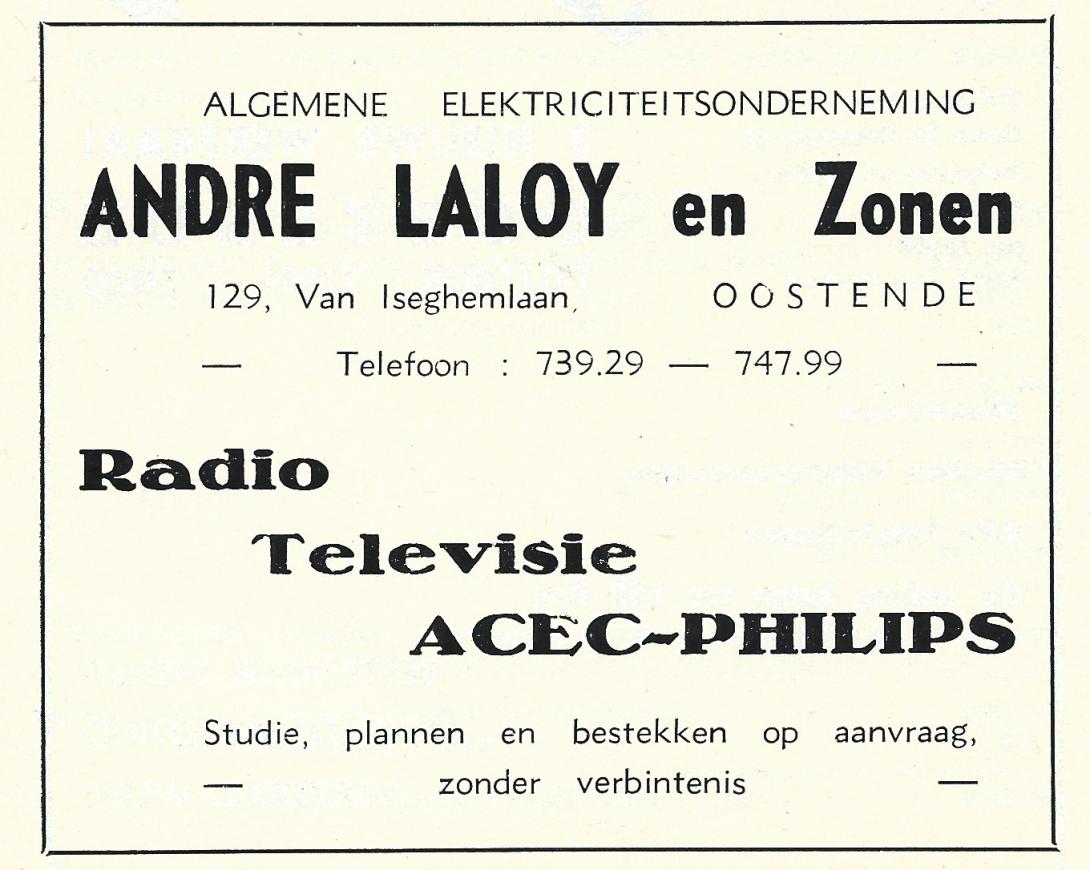 ALGEMENE ELEKTRICITEITSONDERNEMING
ANDRE LALOY en Zonen
129, Van Iseghemlaan, OOSTENDE
— Telefoon : 739.29 — 747.99 —
Radio
Televisie
ACEC-PHILIPS
Studie, plannen en bestekken op aanvraag,
— zonder verbintenis —